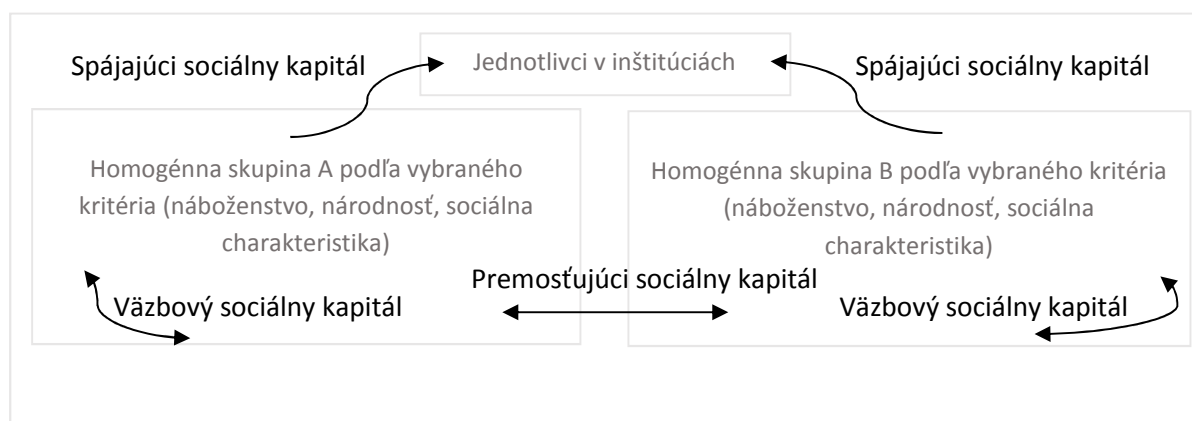 Spájajúci sociálny kapitál
Jednotlivci v inštitúciách
Spájajúci sociálny kapitál
Homogénna skupina A podľa vybraného
kritéria (náboženstvo, národnosť, sociálna
charakteristika)
Homogénna skupina B podľa vybraného kritéria
(náboženstvo, národnosť, sociálna
charakteristika)
Premosťujúci sociálny kapitál
Väzbový sociálny kapitál
Väzbový sociálny kapitál